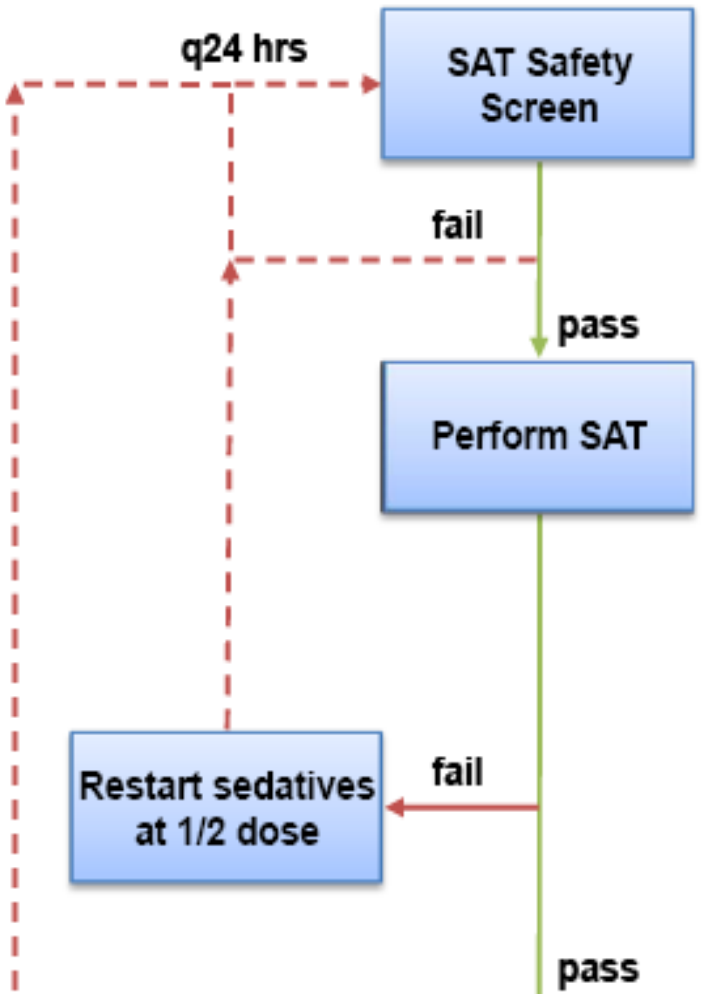 q24 hrs
SAT Safety
Screen
fail
pass
Perform SAT
Restart sedatives
at 1/2 dose
fail
pass